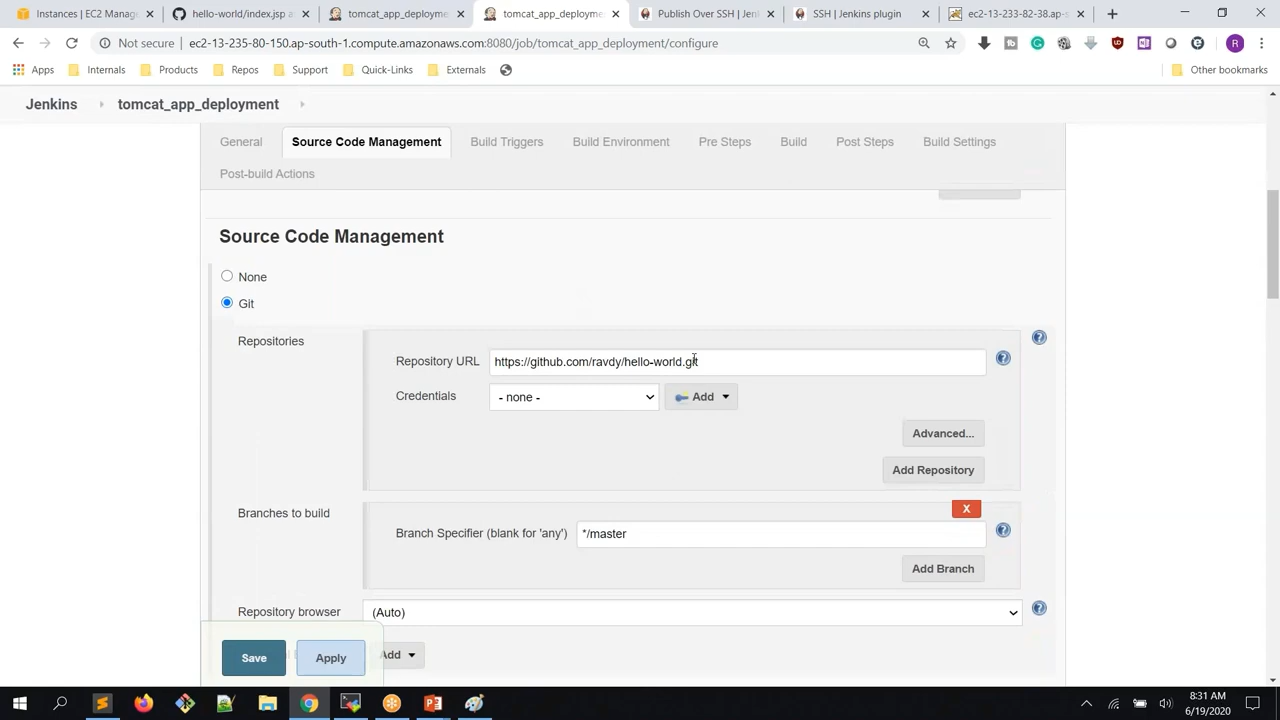 Instances | EC2 Manage
hello-world/index.jsp at
tomcat_app_deployme
tomcat_app_deployme
Publish Over SSH | Jenk
SSH | Jenkins plugin
ec2-13-233-82-38.ap-s
Not secure | ec2-13-235-80-150.ap-south-1.compute.amazonaws.com:8080/job/tomcat_app_deployment/configure
Apps
Internals
Products
Repos
Support
Quick-Links
Externals
Other bookmarks
Jenkins
tomcat_app_deployment
General
Source Code Management
Build Triggers
Build Environment
Pre Steps
Build
Post Steps
Build Settings
Post-build Actions
Source Code Management
None
Git
Repositories
Repository URL
https://github.com/ravdy/hello-world.git
Credentials
- none -
Add
Advanced...
Add Repository
Branches to build
X
Branch Specifier (blank for 'any')
*/master
Add Branch
Repository browser
(Auto)
Save
Apply
Add
8:31 AM
6/19/2020